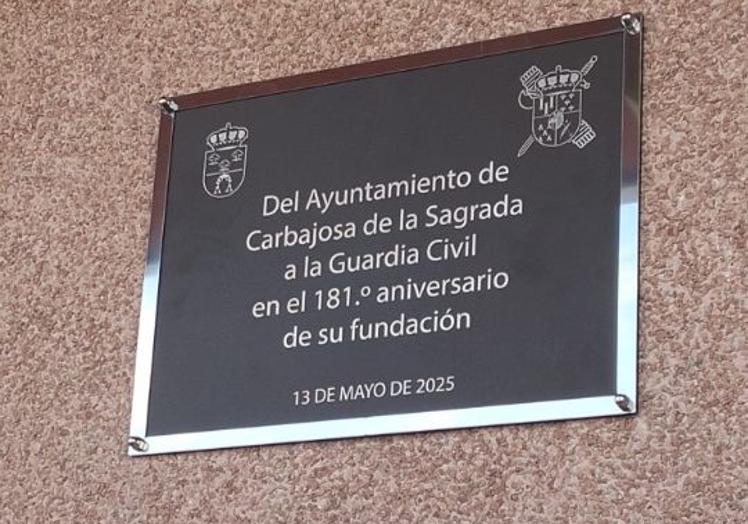 Del Ayuntamiento de
Carbajosa de la Sagrada
a la Guardia Civil
en el 181.º aniversario
de su fundación
13 DE MAYO DE 2025